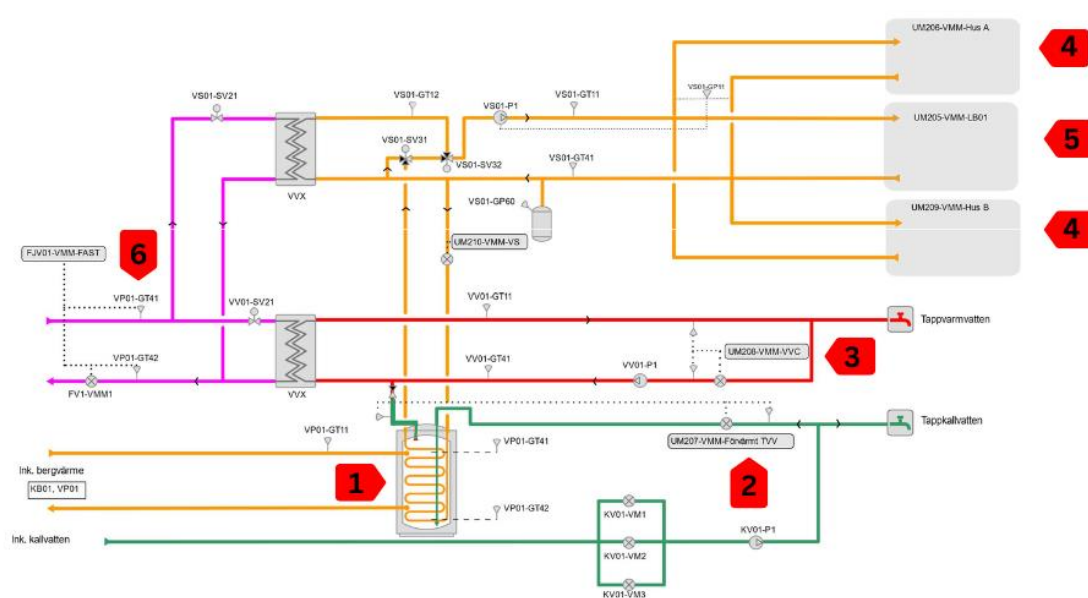 UM206-VMM-Hus A
4
VS01-SV21
VS01-GT12
VS01-P1
VS01-GT11
VS01-GP11
VS01-SV31
UM205-VMM-LB01
5
VS01-SV32
VS01-GT41
VVX
VS01-GP60
UM209-VMM-Hus B
4
UM210-VMM-VS
FJV01-VMM-FAST
6
VP01-GT41
VV01-SV21
VV01-GT11
Tappvarmvatten
UM208-VMM-VVC
3
VP01-GT42
VV01-GT41
VV01-P1
FV1-VMM1
VVX
Tappkallvatten
VP01-GT11
VP01-GT41
UM207-VMM-Förvärmt TVV
Ink. bergvärme
1
2
KB01, VP01
VP01-GT42
KV01-VM1
KV01-P1
Ink. kallvatten
KV01-VM2
KV01-VM3